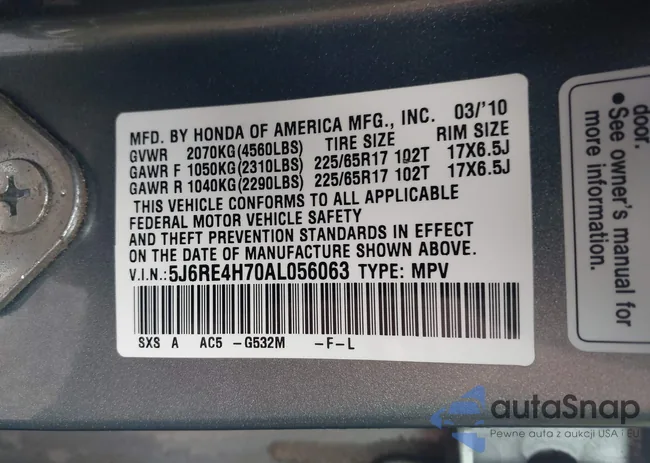 MFD. BY HONDA OF AMERICA MFG., INC. 03/'10
GVWR 2070KG(4560LBS) TIRE SIZE RIM SIZE
GAWR F 1050KG(2310LBS) 225/65R17 102T 17X6.5J
GAWR R 1040KG(2290LBS) 225/65R17 102T 17X6.5J
THIS VEHICLE CONFORMS TO ALL APPLICABLE
FEDERAL MOTOR VEHICLE SAFETY
AND THEFT PREVENTION STANDARDS IN EFFECT
ON THE DATE OF MANUFACTURE SHOWN ABOVE.
V.I.N.: 5J6RE4H70AL056063 TYPE: MPV
SXS A AC5 -G532M -F-L
door.
•See owner's manual for
more information.
autoSnap
Pewne auta z aukcji USA i EU